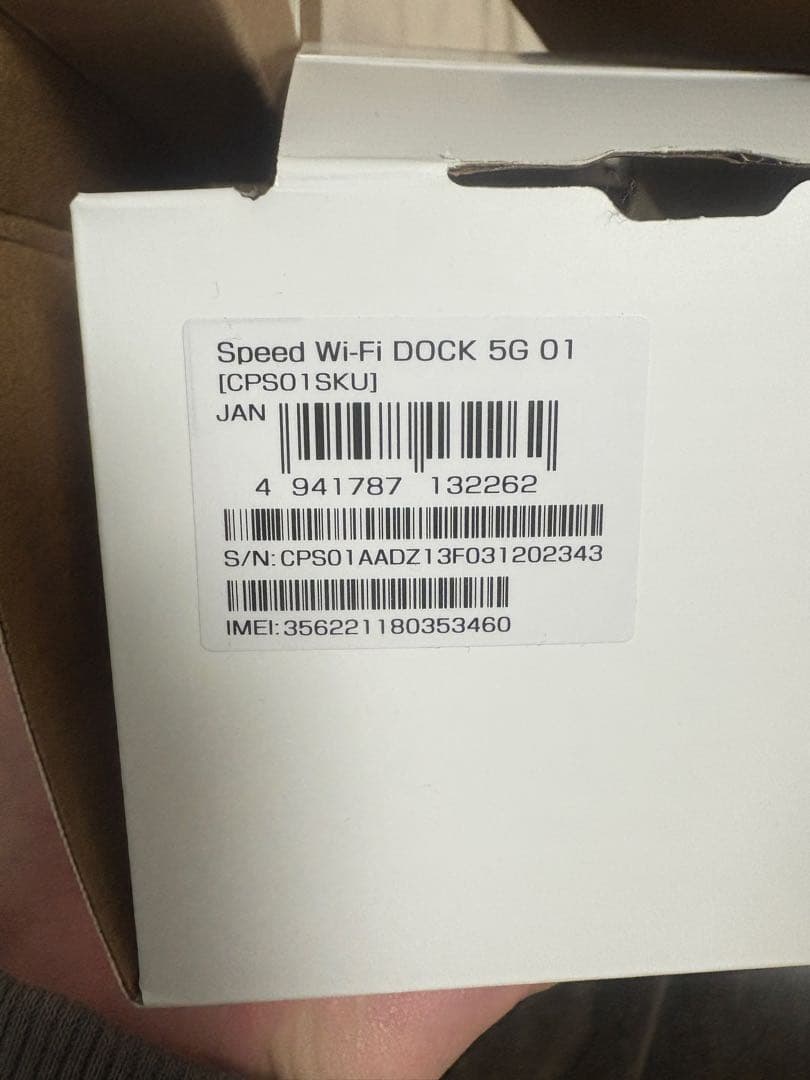 Speed Wi-Fi DOCK 5G 01
[CPS01SKU]
JAN
4 941787 132262
S/N:CPS01AADZ13F031202343
IMEI:356221180353460